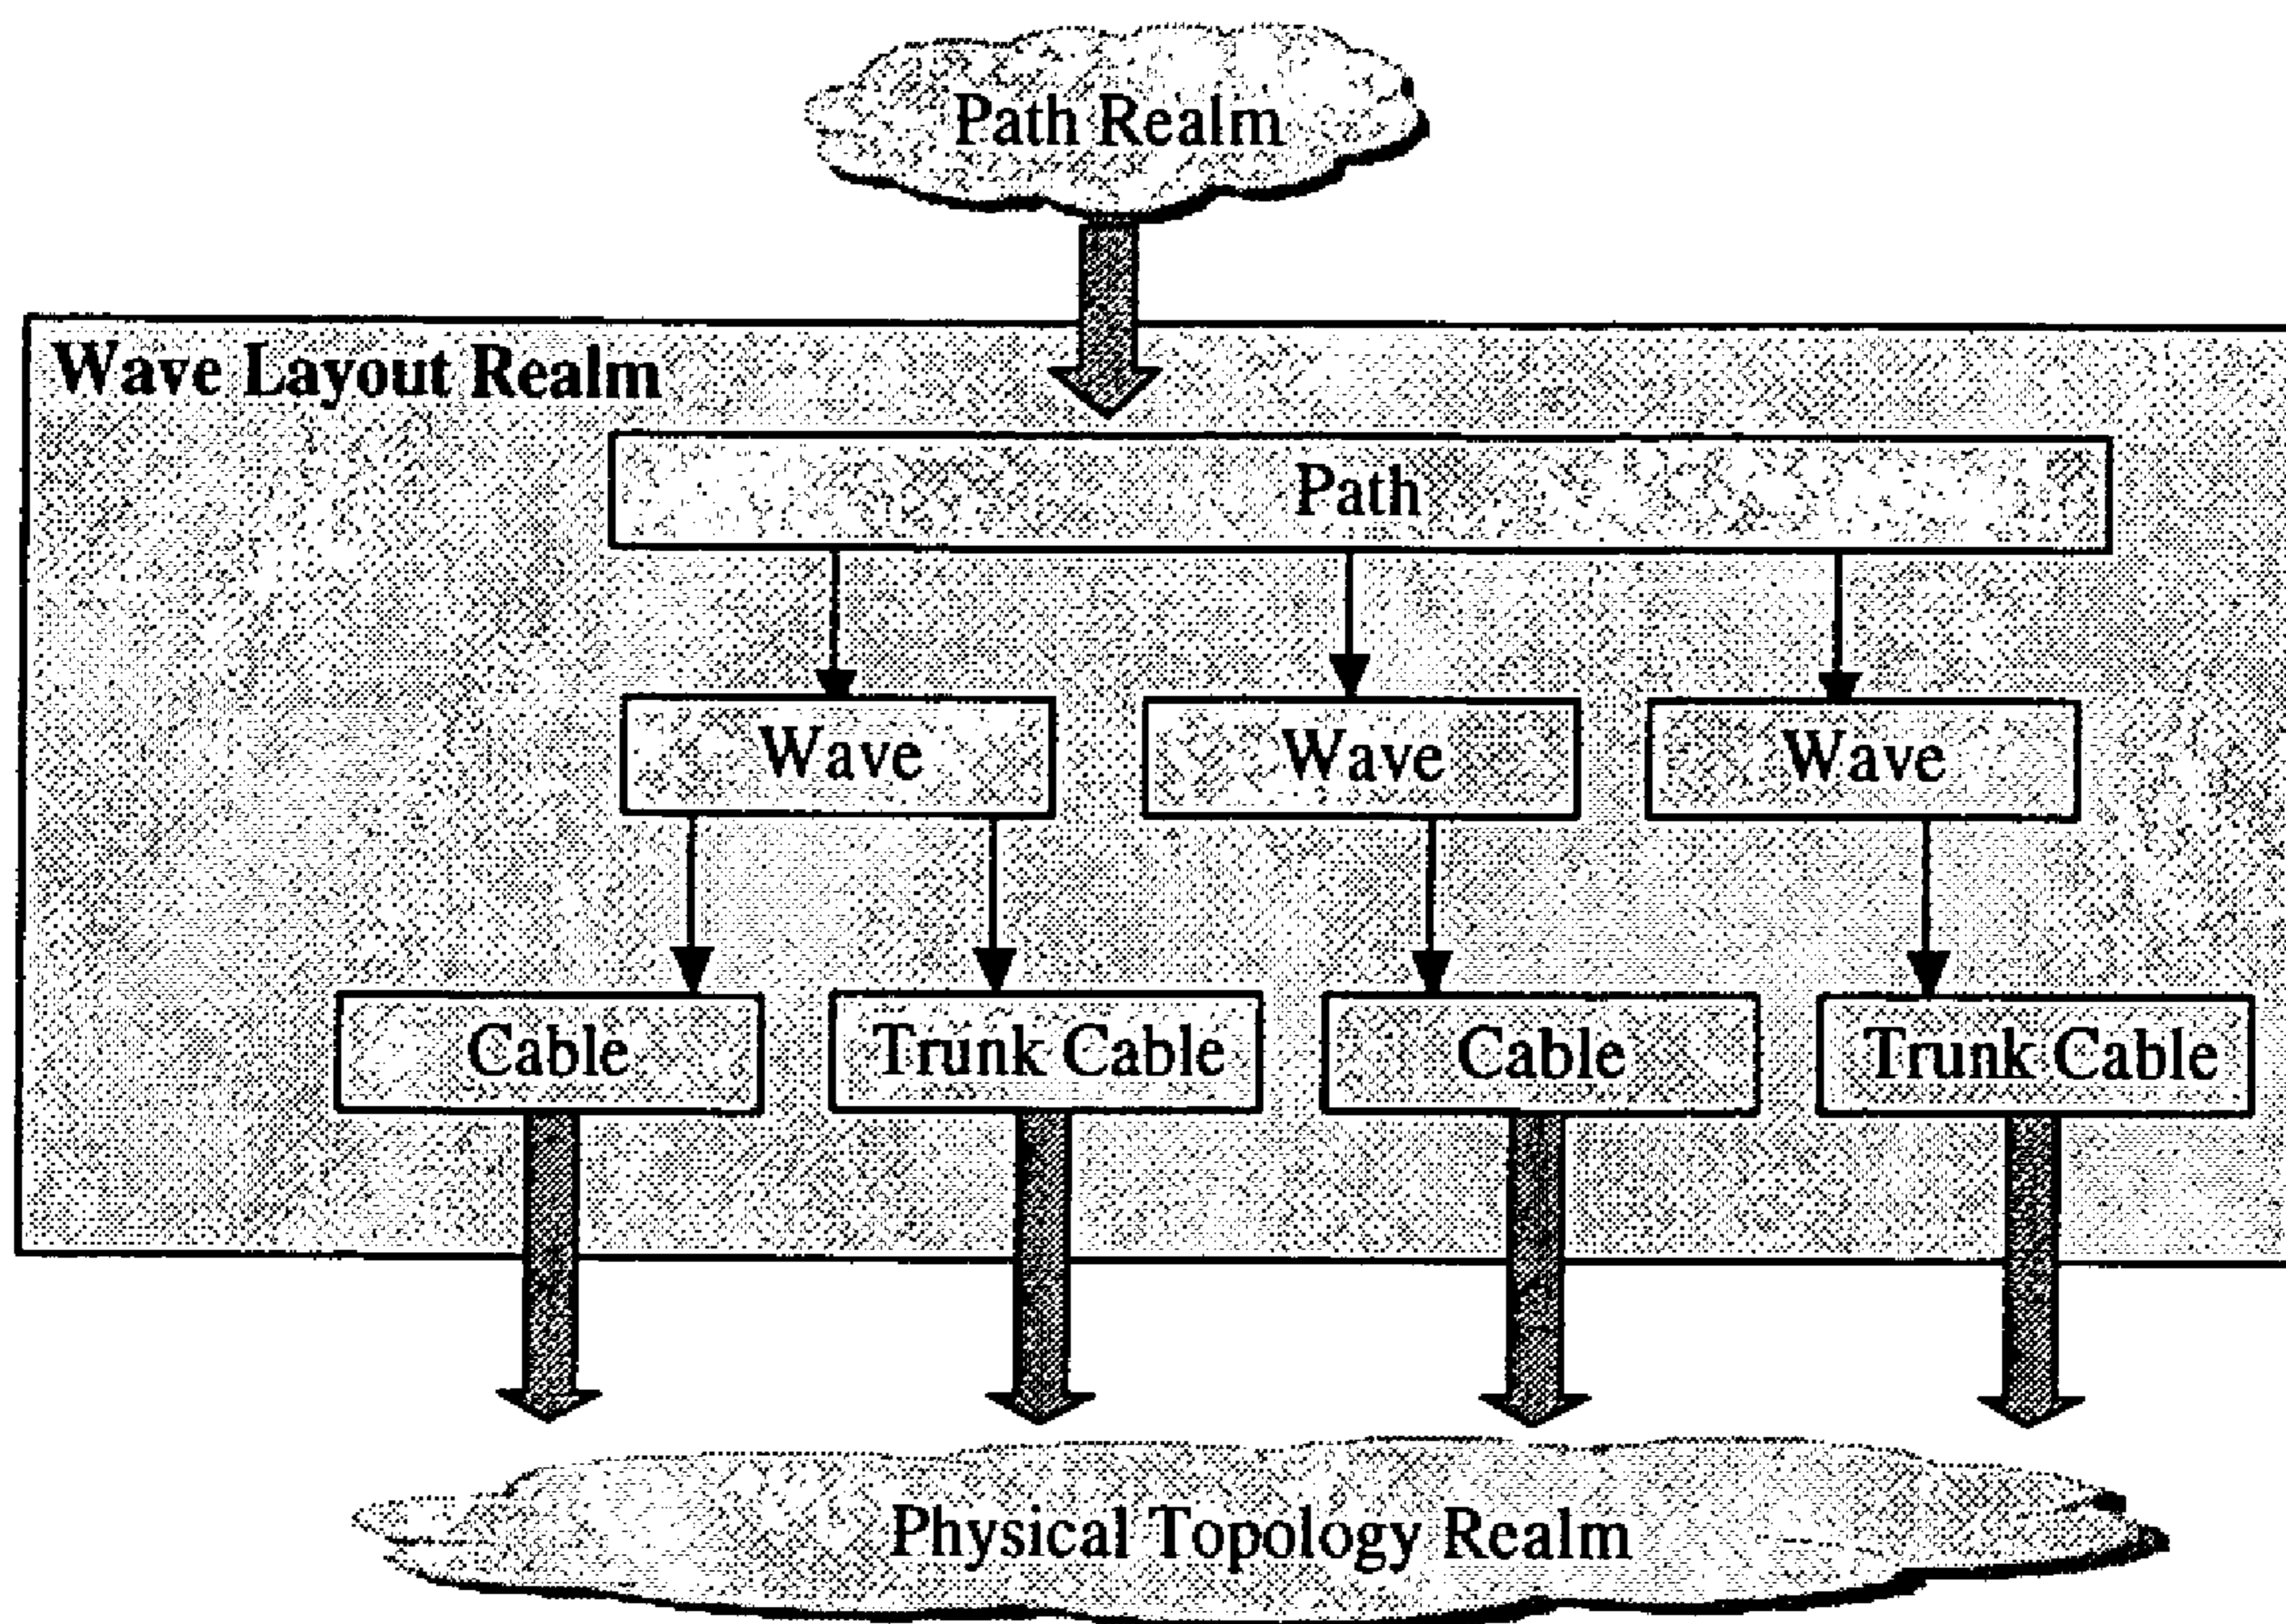 Path Realm
Wave Layout Realm
Path
Wave
Wave
Wave
Cable
Trunk Cable
Cable
Trunk Cable
Physical Topology Realm